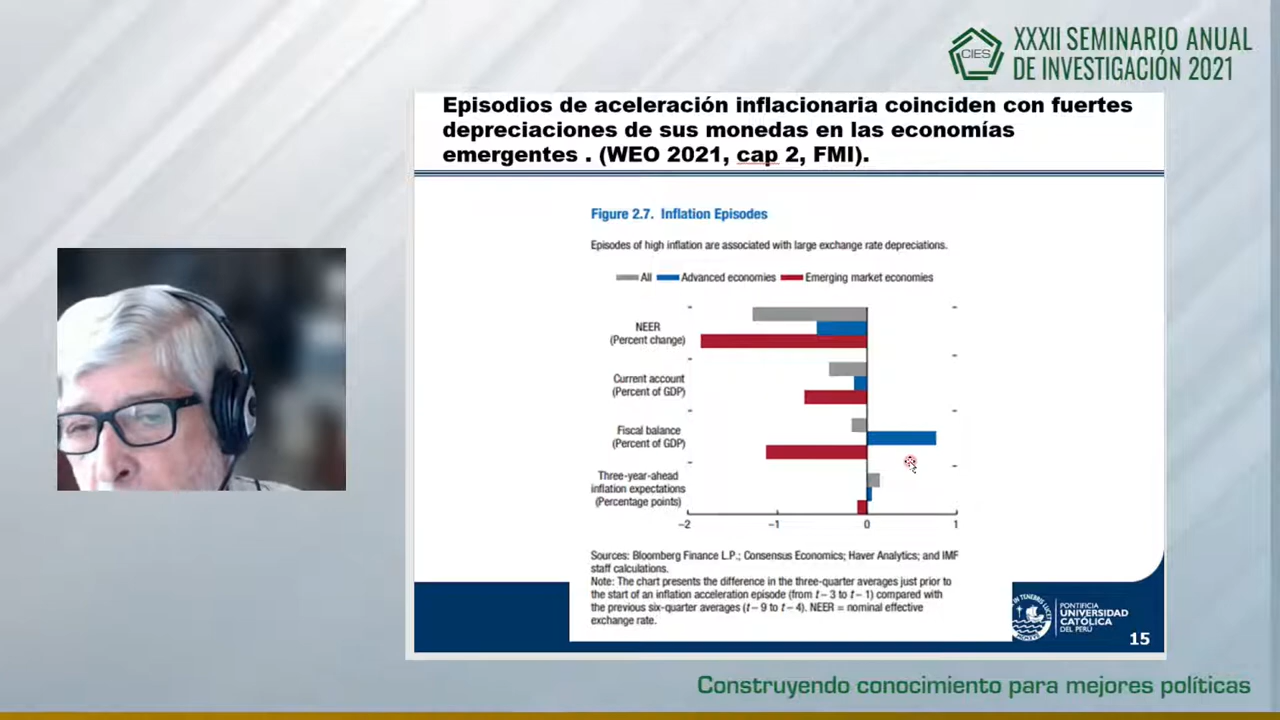 XXXII SEMINARIO ANUAL
DE INVESTIGACIÓN 2021
CIES
Episodios de aceleración inflacionaria coinciden con fuertes
depreciaciones de sus monedas en las economías
emergentes . (WEO 2021, cap 2, FMI).
Figure 2.7. Inflation Episodes
Episodes of high inflation are associated with large exchange rate depreciations.
All Advanced economies Emerging market economies
NEER
(Percent change)
Current account
(Percent of GDP)
Fiscal balance
(Percent of GDP)
Three-year-ahead
inflation expectations
(Percentage points)
–2 –1 0 1
Sources: Bloomberg Finance L.P.; Consensus Economics; Haver Analytics; and IMF
staff calculations.
Note: The chart presents the difference in the three-quarter averages just prior to
the start of an inflation acceleration episode (from t – 3 to t – 1) compared with
the previous six-quarter averages (t – 9 to t – 4). NEER = nominal effective
exchange rate.
PONTIFICIA
UNIVERSIDAD
CATÓLICA
DEL PERÚ
15
Construyendo conocimiento para mejores políticas